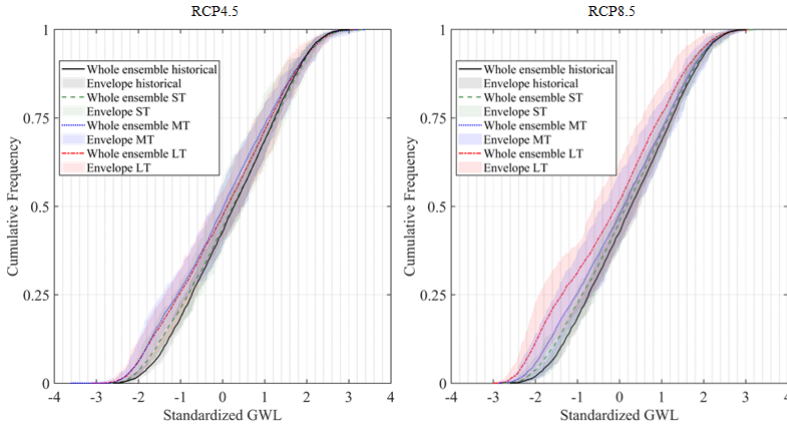 RCP4.5
1
0.75
0.5
0.25
0
Cumulative Frequency
Whole ensemble historical
Envelope historical
Whole ensemble ST
Envelope ST
Whole ensemble MT
Envelope MT
Whole ensemble LT
Envelope LT
-4 -3 -2 -1 0 1 2 3 4
Standardized GWL
RCP8.5
1
0.75
0.5
0.25
0
Cumulative Frequency
Whole ensemble historical
Envelope historical
Whole ensemble ST
Envelope ST
Whole ensemble MT
Envelope MT
Whole ensemble LT
Envelope LT
-4 -3 -2 -1 0 1 2 3 4
Standardized GWL